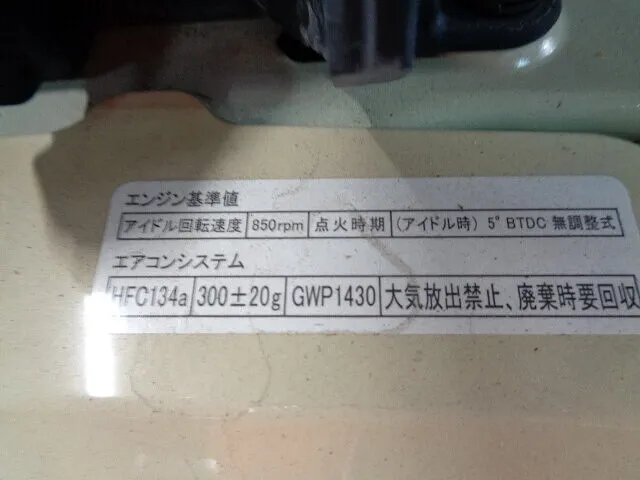 エンジン基準値
アイドル回転速度 850rpm 点火時期 (アイドル時) 5° BTDC 無調整式
エアコンシステム
HFC134a 300±20g GWP1430 大気放出禁止、廃棄時要回収